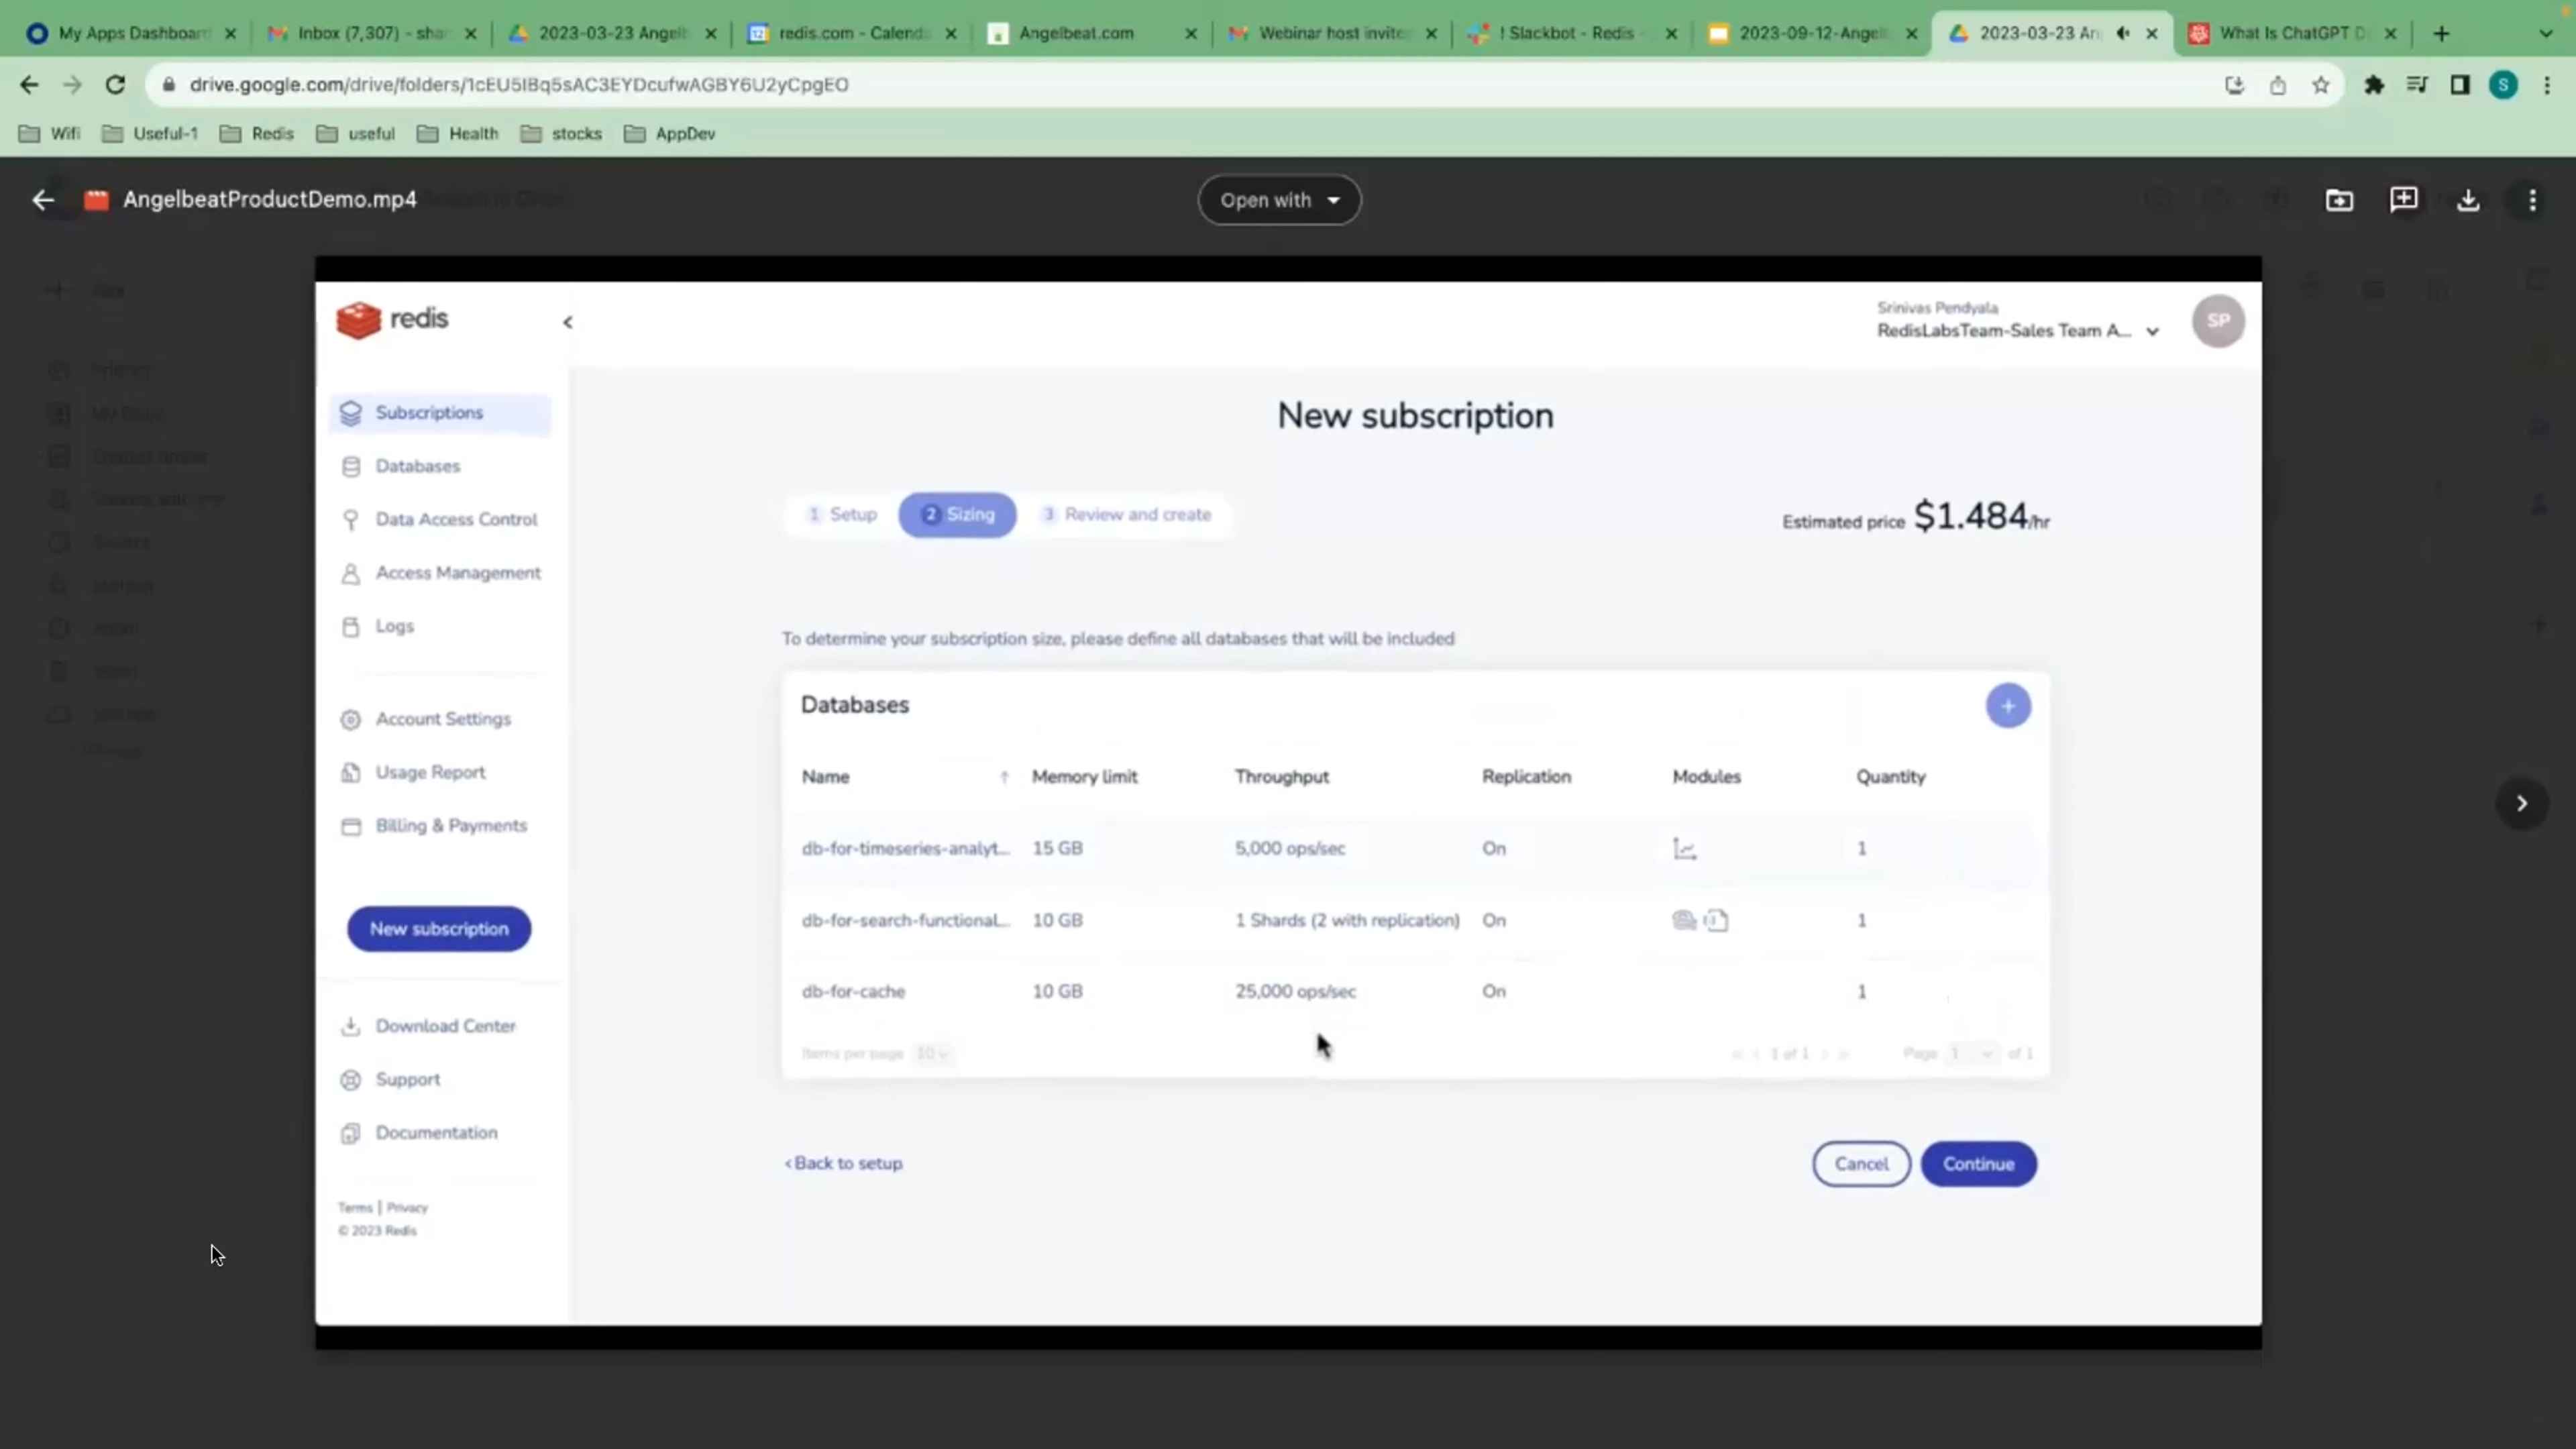 My Apps Dashboard
Inbox (7,307) - sha
2023-03-23 Angelb
redis.com - Calenda
Angelbeat.com
Webinar host invite
! Slackbot - Redis -
2023-09-12-Angelb
2023-03-23 An
What Is ChatGPT D
drive.google.com/drive/folders/1cEU5IBq5sAC3EYDcufwAGBY6U2yCpgEO
S
Wifi
Useful-1
Redis
useful
Health
stocks
AppDev
AngelbeatProductDemo.mp4
Open with
redis
Srinivas Pendyala
RedisLabsTeam-Sales Team A...
SP
Subscriptions
Databases
Data Access Control
Access Management
Logs
Account Settings
Usage Report
Billing & Payments
New subscription
Download Center
Support
Documentation
Terms | Privacy
© 2023 Redis
New subscription
1 Setup
2 Sizing
3 Review and create
Estimated price $1.484/hr
To determine your subscription size, please define all databases that will be included
Databases
Name Memory limit Throughput Replication Modules Quantity
db-for-timeseries-analyt... 15 GB 5,000 ops/sec On 1
db-for-search-functional... 10 GB 1 Shards (2 with replication) On 1
db-for-cache 10 GB 25,000 ops/sec On 1
Items per page 10
1 of 1
Page 1 of 1
Back to setup
Cancel
Continue